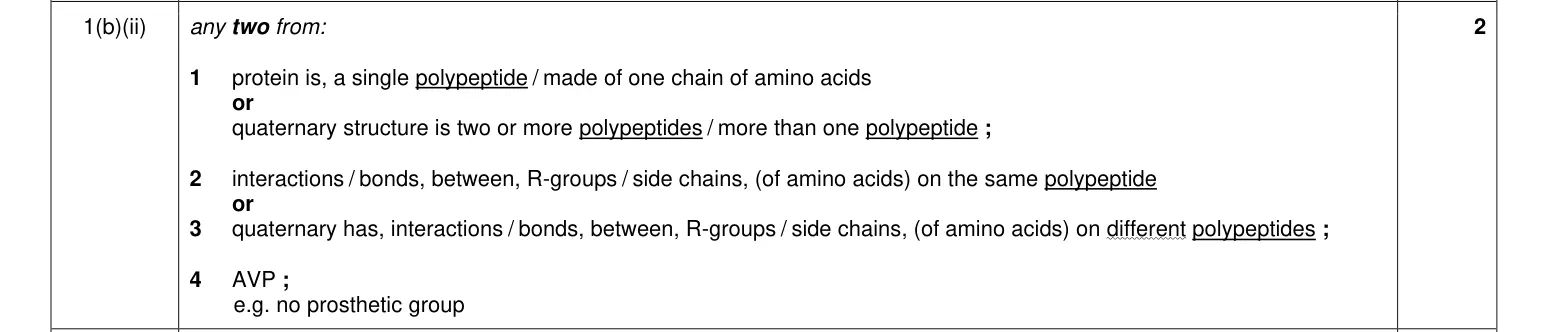 1(b)(ii) any two from: 2
1 protein is, a single polypeptide / made of one chain of amino acids
or
quaternary structure is two or more polypeptides / more than one polypeptide ;
2 interactions / bonds, between, R-groups / side chains, (of amino acids) on the same polypeptide
or
3 quaternary has, interactions / bonds, between, R-groups / side chains, (of amino acids) on different polypeptides ;
4 AVP ;
e.g. no prosthetic group